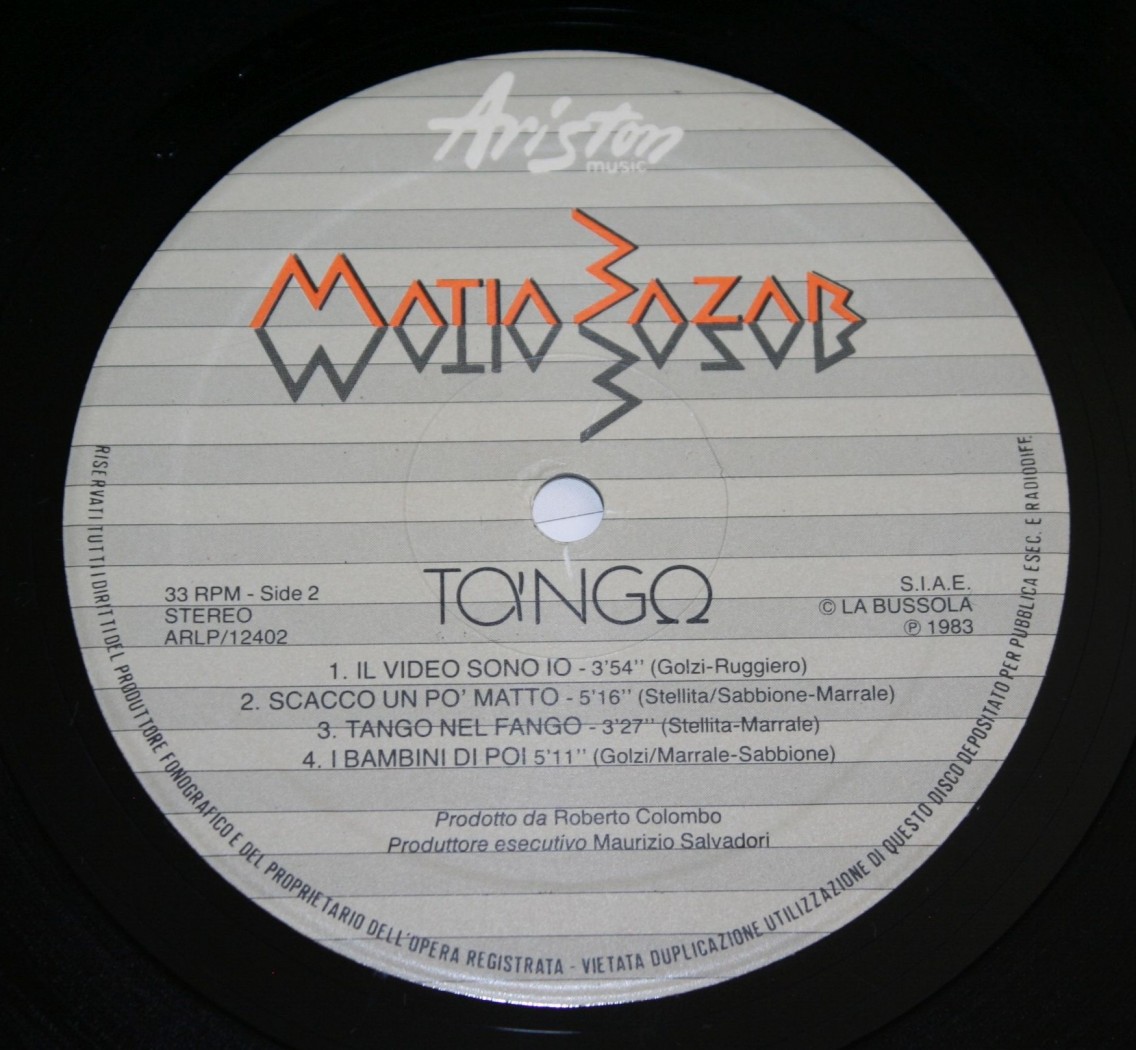 Ariston
music
MATIA BAZAR
33 RPM - Side 2
STEREO
ARLP/12402
TANGO
S.I.A.E.
© LA BUSSOLA
℗ 1983
1. IL VIDEO SONO IO - 3'54'' (Golzi-Ruggiero)
2. SCACCO UN PO' MATTO - 5'16'' (Stellita/Sabbione-Marrale)
3. TANGO NEL FANGO - 3'27'' (Stellita-Marrale)
4. I BAMBINI DI POI 5'11'' (Golzi/Marrale-Sabbione)
Prodotto da Roberto Colombo
Produttore esecutivo Maurizio Salvadori
RISERVATI TUTTI I DIRITTI DEL PRODUTTORE FONOGRAFICO E DEL PROPRIETARIO DELL'OPERA REGISTRATA - VIETATA DUPLICAZIONE UTILIZZAZIONE DI QUESTO DISCO DEPOSITATO PER PUBBLICA ESEC. E RADIODIFF.